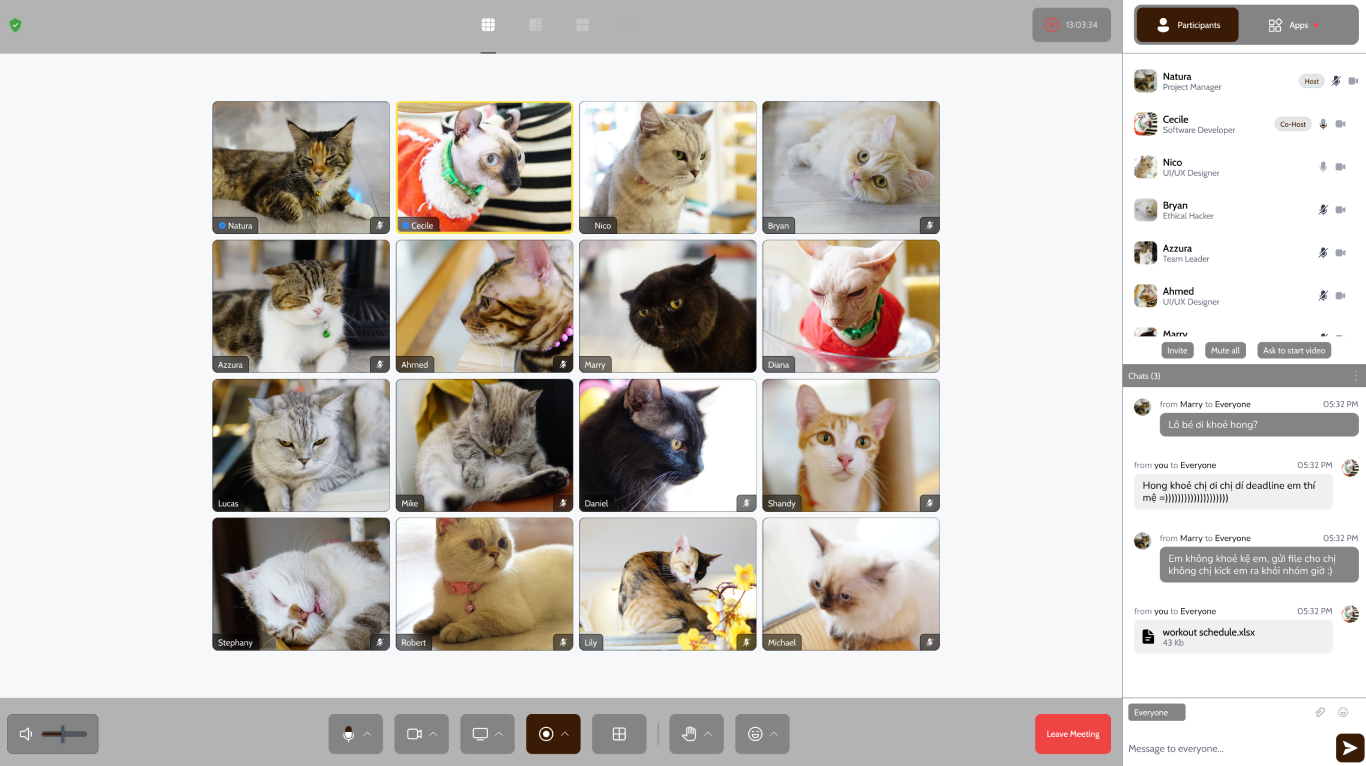 13:03:34
Participants
Apps
Natura
Cecile
Nico
Bryan
Azzura
Ahmed
Marry
Diana
Lucas
Mike
Daniel
Shandy
Stephany
Robert
Lily
Michael
Leave Meeting
Natura
Project Manager
Host
Cecile
Software Developer
Co-Host
Nico
UI/UX Designer
Bryan
Ethical Hacker
Azzura
Team Leader
Ahmed
UI/UX Designer
Marry
Invite
Mute all
Ask to start video
Chats (3)
from Marry to Everyone
05:32 PM
Lô bé ơi khoẻ hong?
from you to Everyone
05:32 PM
Hong khoẻ chị ơi chị dí deadline em thí
mệ =)))))))))))))))))))))
from Marry to Everyone
05:32 PM
Em không khoẻ kệ em, gửi file cho chị
không chị kick em ra khỏi nhóm giờ :)
from you to Everyone
05:32 PM
workout schedule.xlsx
43 Kb
Everyone
Message to everyone...